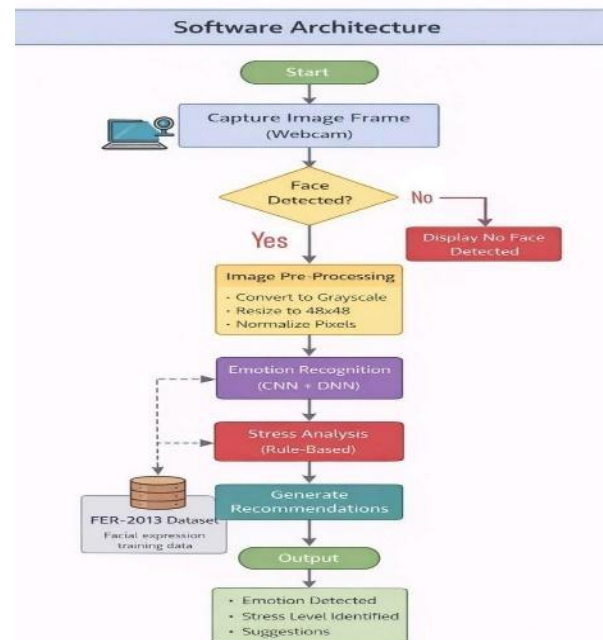 Software Architecture
Start
Capture Image Frame
(Webcam)
Face
Detected?
No
Display No Face
Detected
Yes
Image Pre-Processing
• Convert to Grayscale
• Resize to 48x48
• Normalize Pixels
Emotion Recognition
(CNN + DNN)
Stress Analysis
(Rule-Based)
FER-2013 Dataset
Facial expression
training data
Generate
Recommendations
Output
• Emotion Detected
• Stress Level Identified
• Suggestions